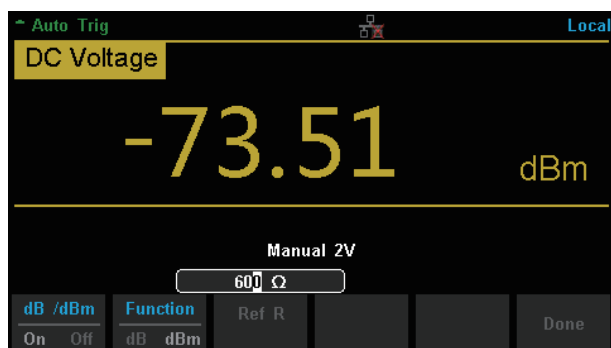 Auto Trig Local
DC Voltage
-73.51 dBm
Manual 2V
600 Ω
dB /dBm Function Ref R Done
On Off dB dBm